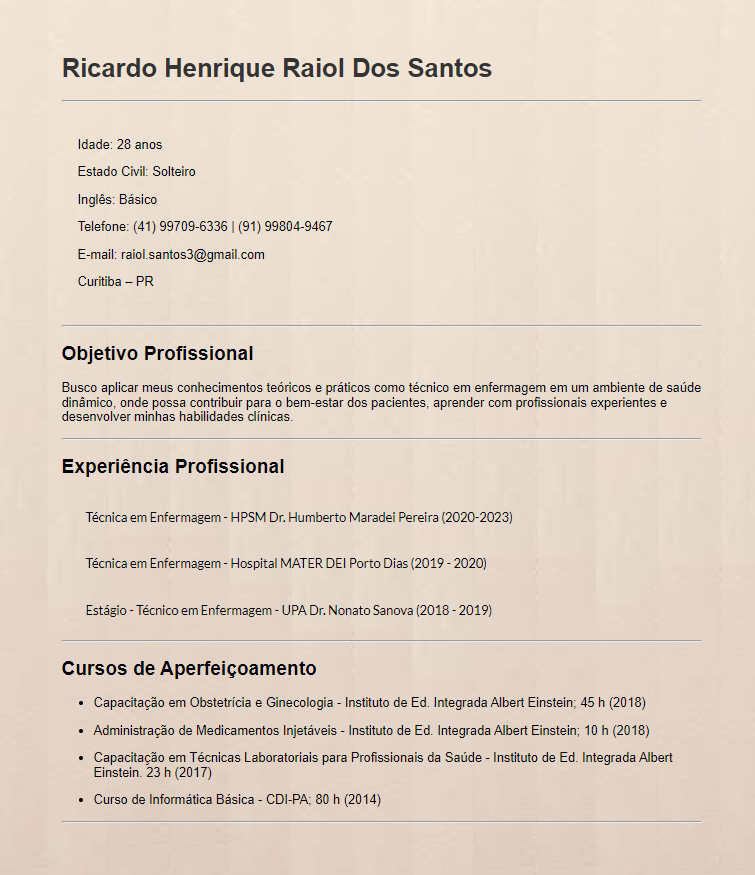 Ricardo Henrique Raiol Dos Santos
Idade: 28 anos
Estado Civil: Solteiro
Inglês: Básico
Telefone: (41) 99709-6336 | (91) 99804-9467
E-mail: raiol.santos3@gmail.com
Curitiba – PR
Objetivo Profissional
Busco aplicar meus conhecimentos teóricos e práticos como técnico em enfermagem em um ambiente de saúde
dinâmico, onde possa contribuir para o bem-estar dos pacientes, aprender com profissionais experientes e
desenvolver minhas habilidades clínicas.
Experiência Profissional
Técnica em Enfermagem - HPSM Dr. Humberto Maradei Pereira (2020-2023)
Técnica em Enfermagem - Hospital MATER DEI Porto Dias (2019 - 2020)
Estágio - Técnico em Enfermagem - UPA Dr. Nonato Sanova (2018 - 2019)
Cursos de Aperfeiçoamento
• Capacitação em Obstetrícia e Ginecologia - Instituto de Ed. Integrada Albert Einstein; 45 h (2018)
• Administração de Medicamentos Injetáveis - Instituto de Ed. Integrada Albert Einstein; 10 h (2018)
• Capacitação em Técnicas Laboratoriais para Profissionais da Saúde - Instituto de Ed. Integrada Albert
Einstein. 23 h (2017)
• Curso de Informática Básica - CDI-PA; 80 h (2014)